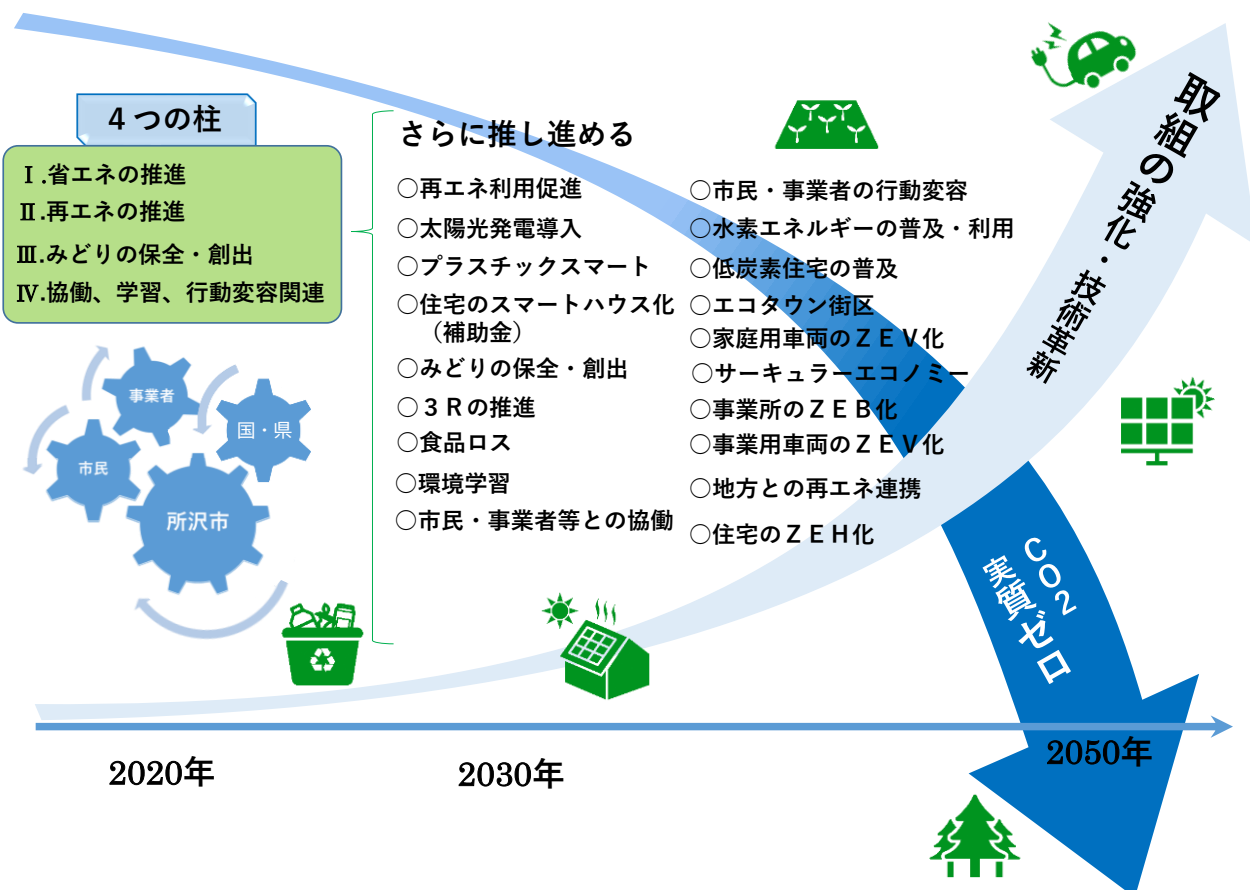 4つの柱
Ⅰ.省エネの推進
Ⅱ.再エネの推進
Ⅲ.みどりの保全・創出
Ⅳ.協働、学習、行動変容関連
事業者
国・県
市民
所沢市
さらに推し進める
○再エネ利用促進
○太陽光発電導入
○プラスチックスマート
○住宅のスマートハウス化
（補助金）
○みどりの保全・創出
○３Ｒの推進
○食品ロス
○環境学習
○市民・事業者等との協働
○市民・事業者の行動変容
○水素エネルギーの普及・利用
○低炭素住宅の普及
○エコタウン街区
○家庭用車両のＺＥＶ化
○サーキュラーエコノミー
○事業所のＺＥＢ化
○事業用車両のＺＥＶ化
○地方との再エネ連携
○住宅のＺＥＨ化
取組の強化・技術革新
ＣＯ２
実質ゼロ
2020年
2030年
2050年